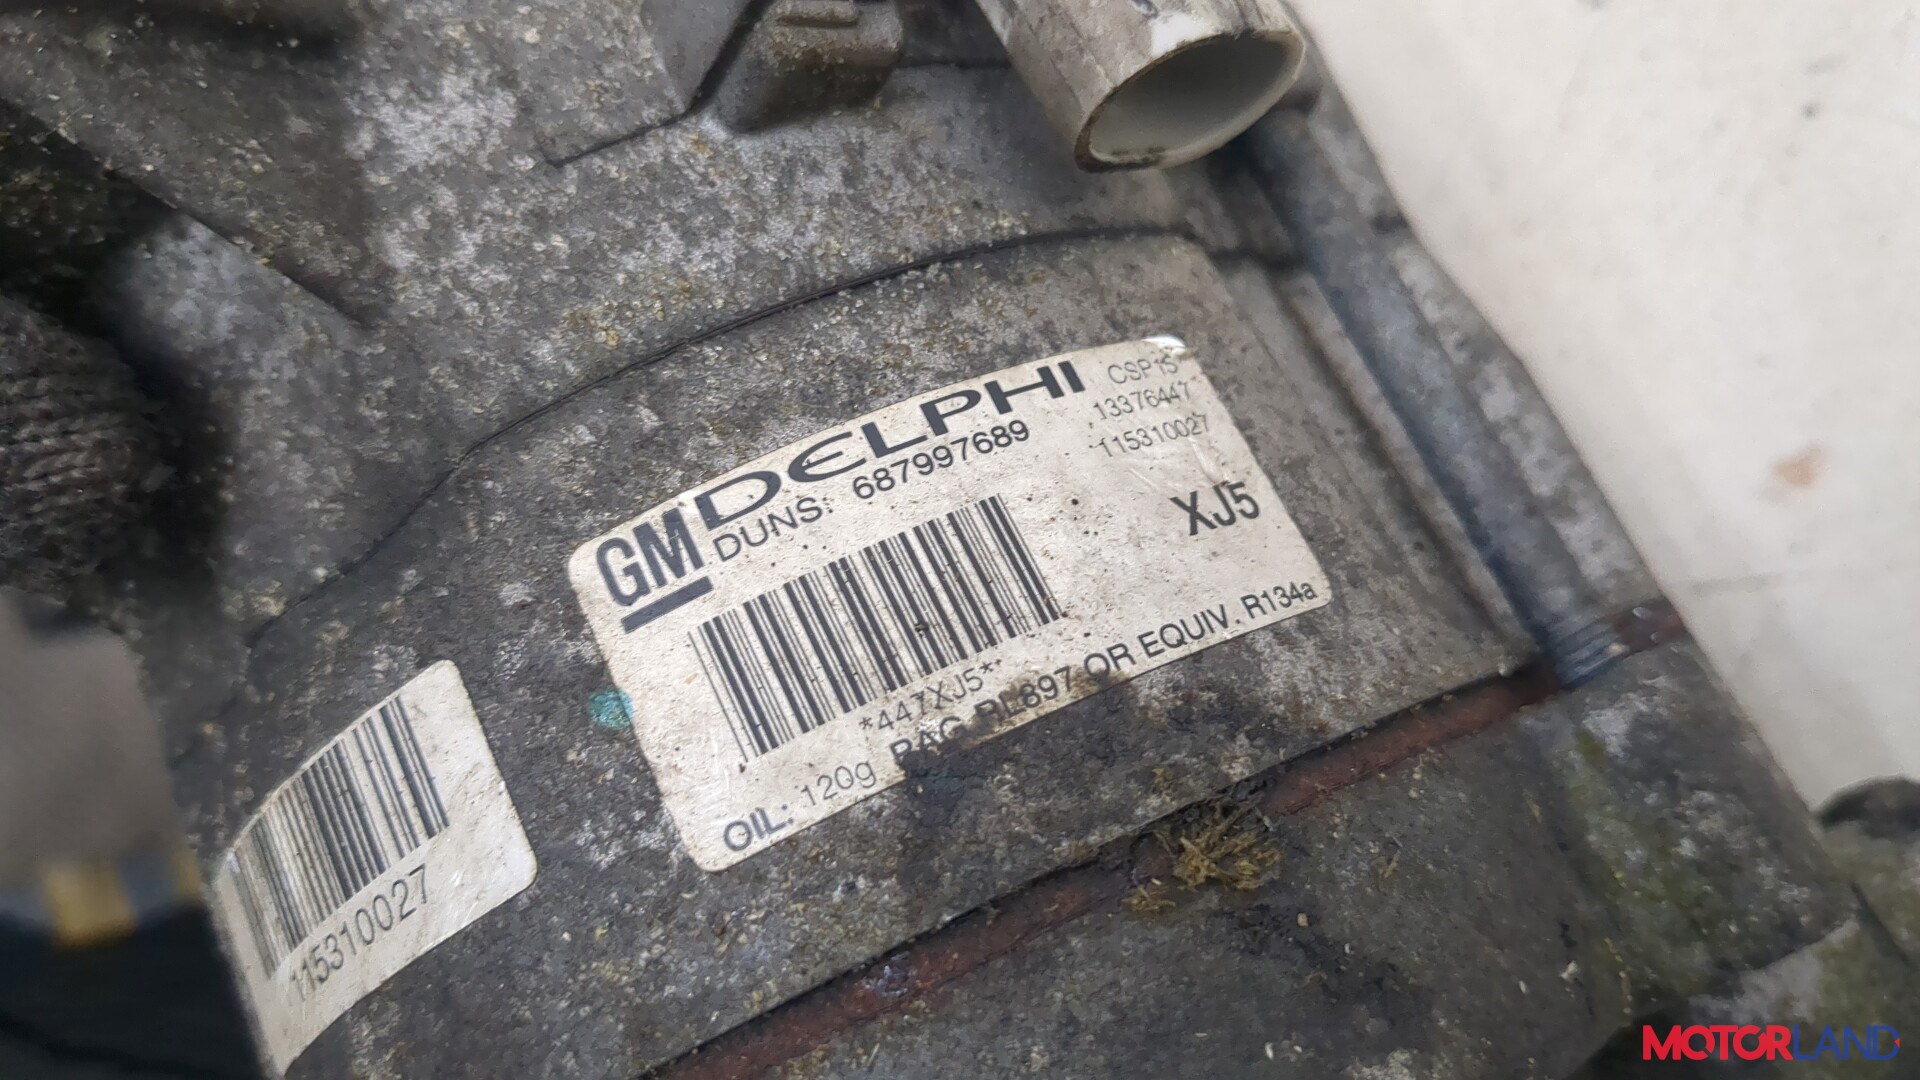 GM DELPHI
CSP15
13376447
DUNS: 687997689
115310027
XJ5
*447XJ5*
PAG RL897 OR EQUIV. R134a
OIL: 120g
115310027
MOTORLAND